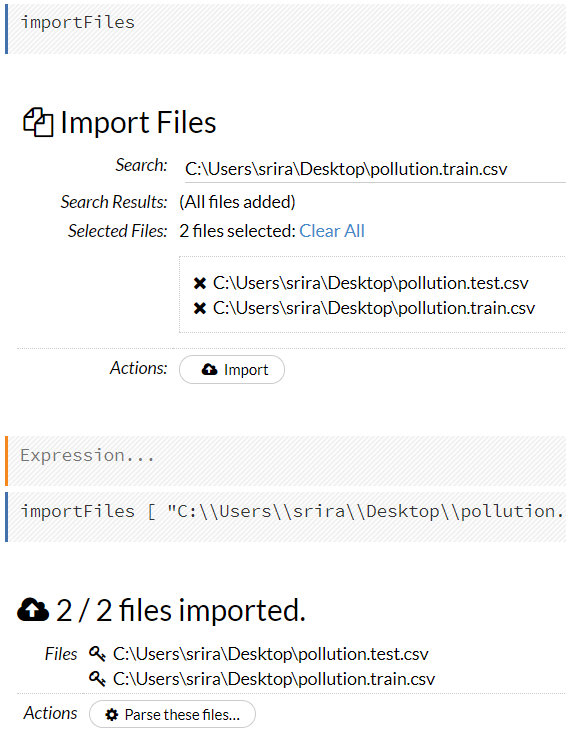 importFiles
Import Files
Search: C:\Users\srira\Desktop\pollution.train.csv
Search Results: (All files added)
Selected Files: 2 files selected: Clear All
C:\Users\srira\Desktop\pollution.test.csv
C:\Users\srira\Desktop\pollution.train.csv
Actions: Import
Expression...
importFiles [ "C:\\Users\\srira\\Desktop\\pollution.
2 / 2 files imported.
Files C:\Users\srira\Desktop\pollution.test.csv
C:\Users\srira\Desktop\pollution.train.csv
Actions Parse these files...